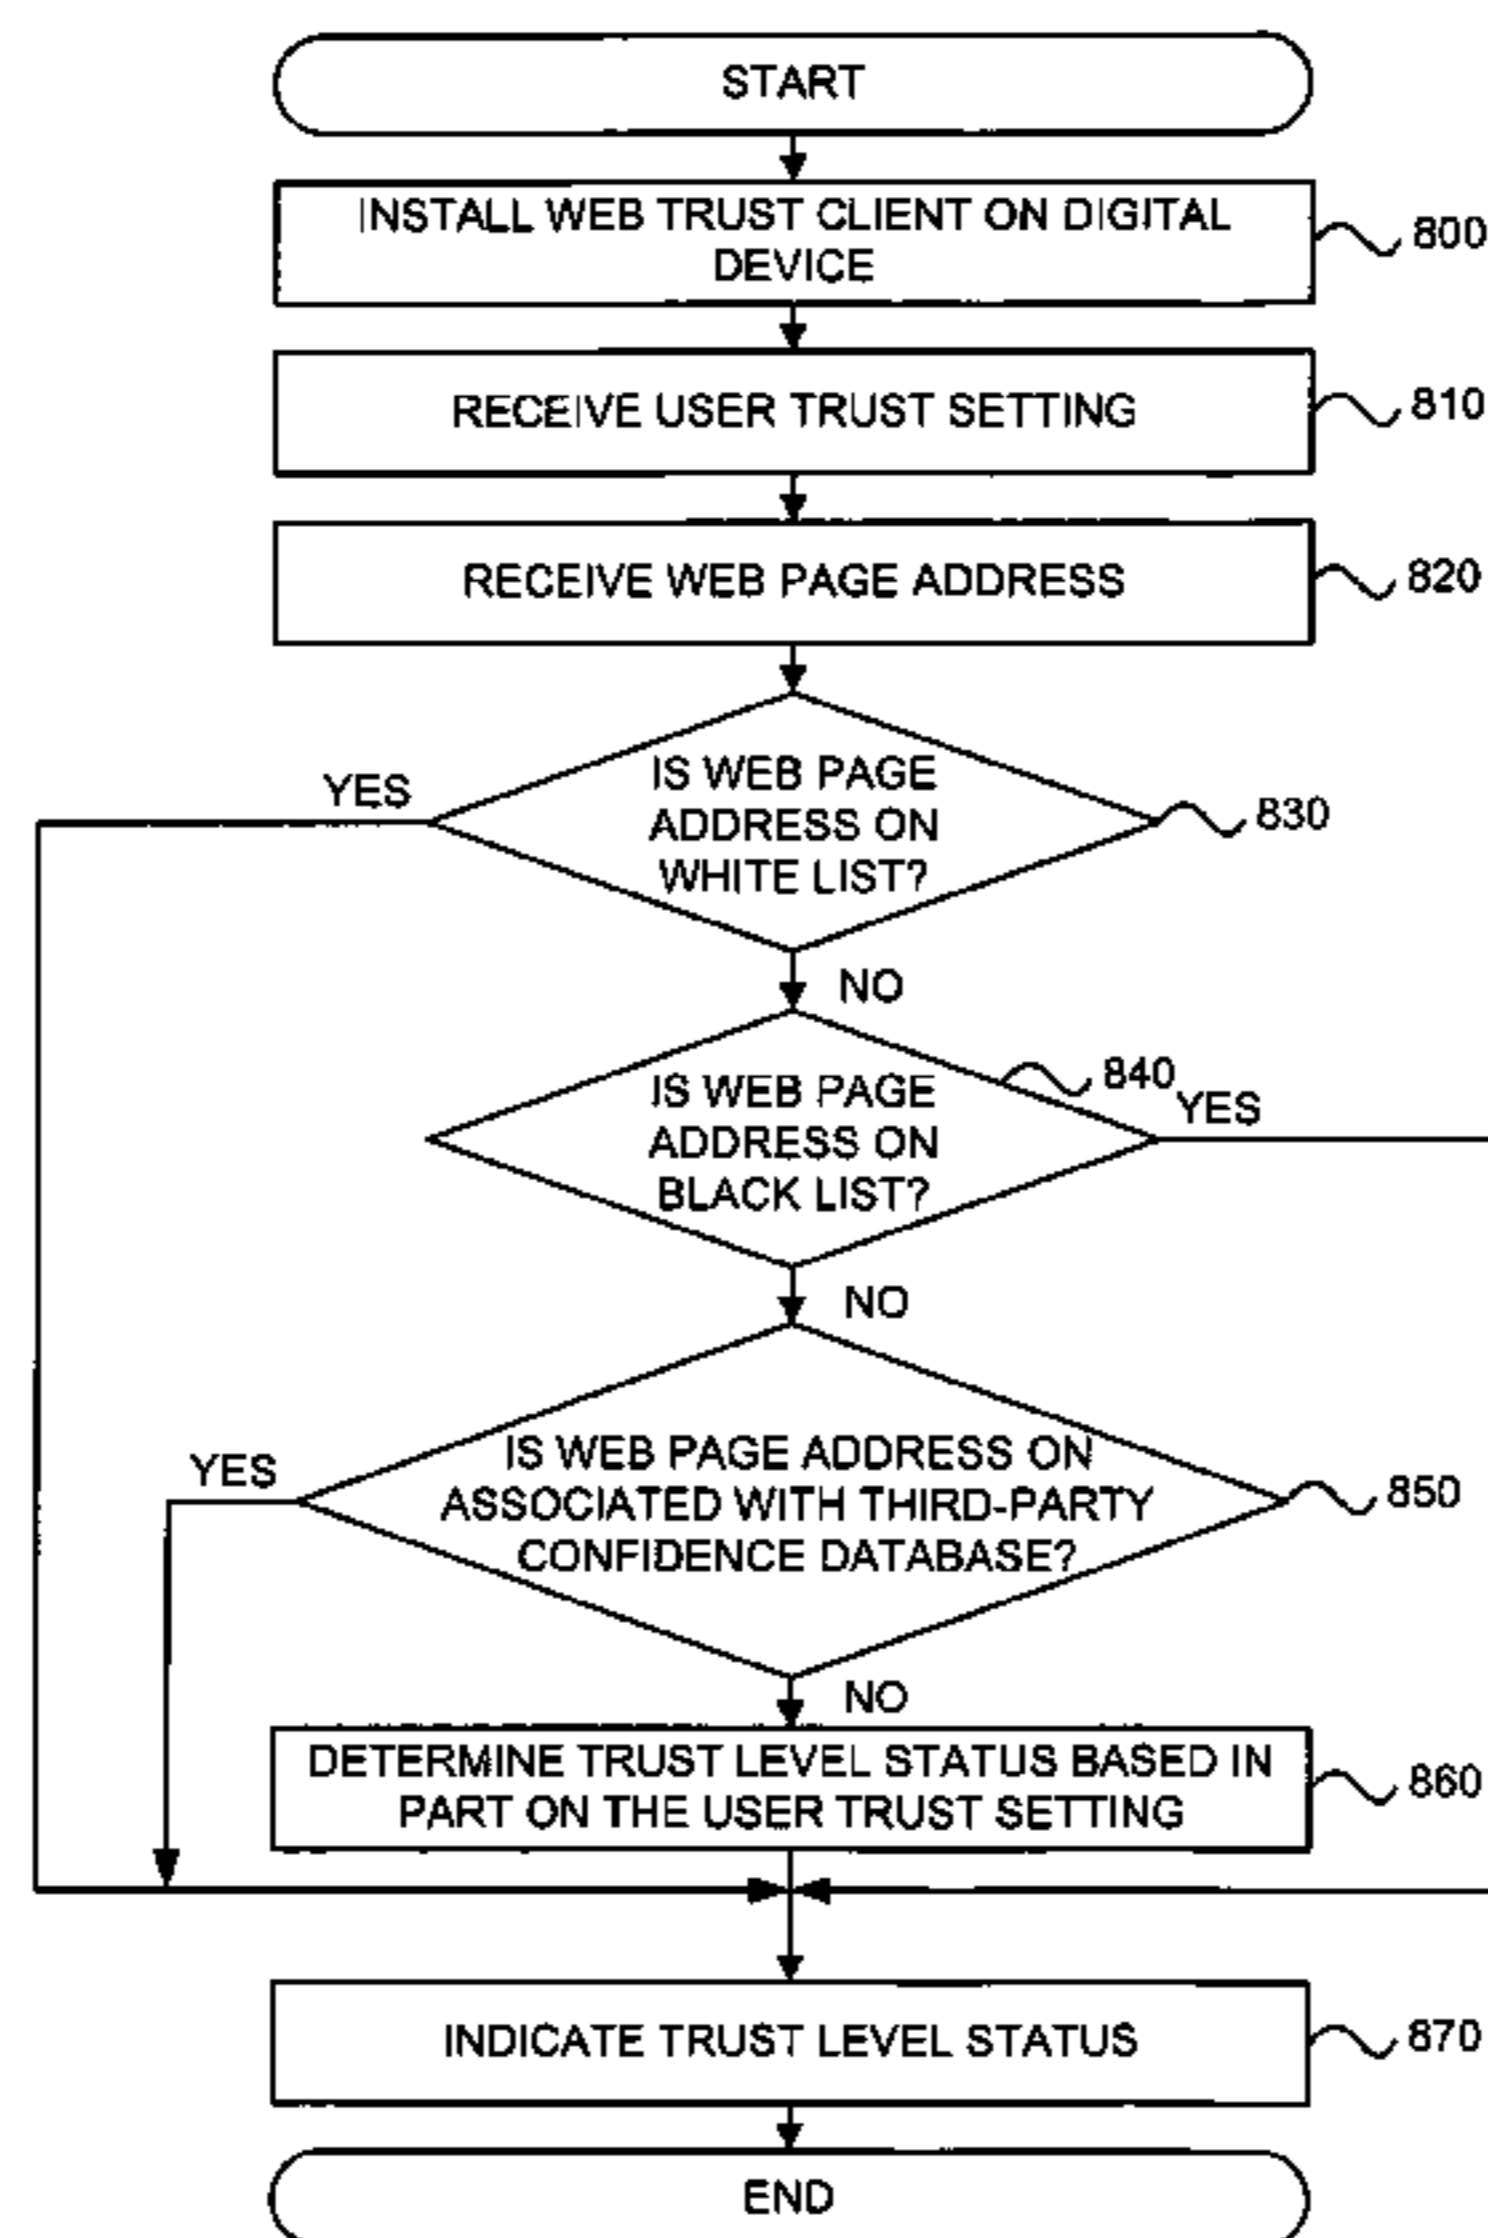 START
INSTALL WEB TRUST CLIENT ON DIGITAL
DEVICE
800
RECEIVE USER TRUST SETTING
810
RECEIVE WEB PAGE ADDRESS
820
YES
IS WEB PAGE
ADDRESS ON
WHITE LIST?
830
NO
IS WEB PAGE
ADDRESS ON
BLACK LIST?
840
YES
NO
YES
IS WEB PAGE ADDRESS ON
ASSOCIATED WITH THIRD-PARTY
CONFIDENCE DATABASE?
850
NO
DETERMINE TRUST LEVEL STATUS BASED IN
PART ON THE USER TRUST SETTING
860
INDICATE TRUST LEVEL STATUS
870
END